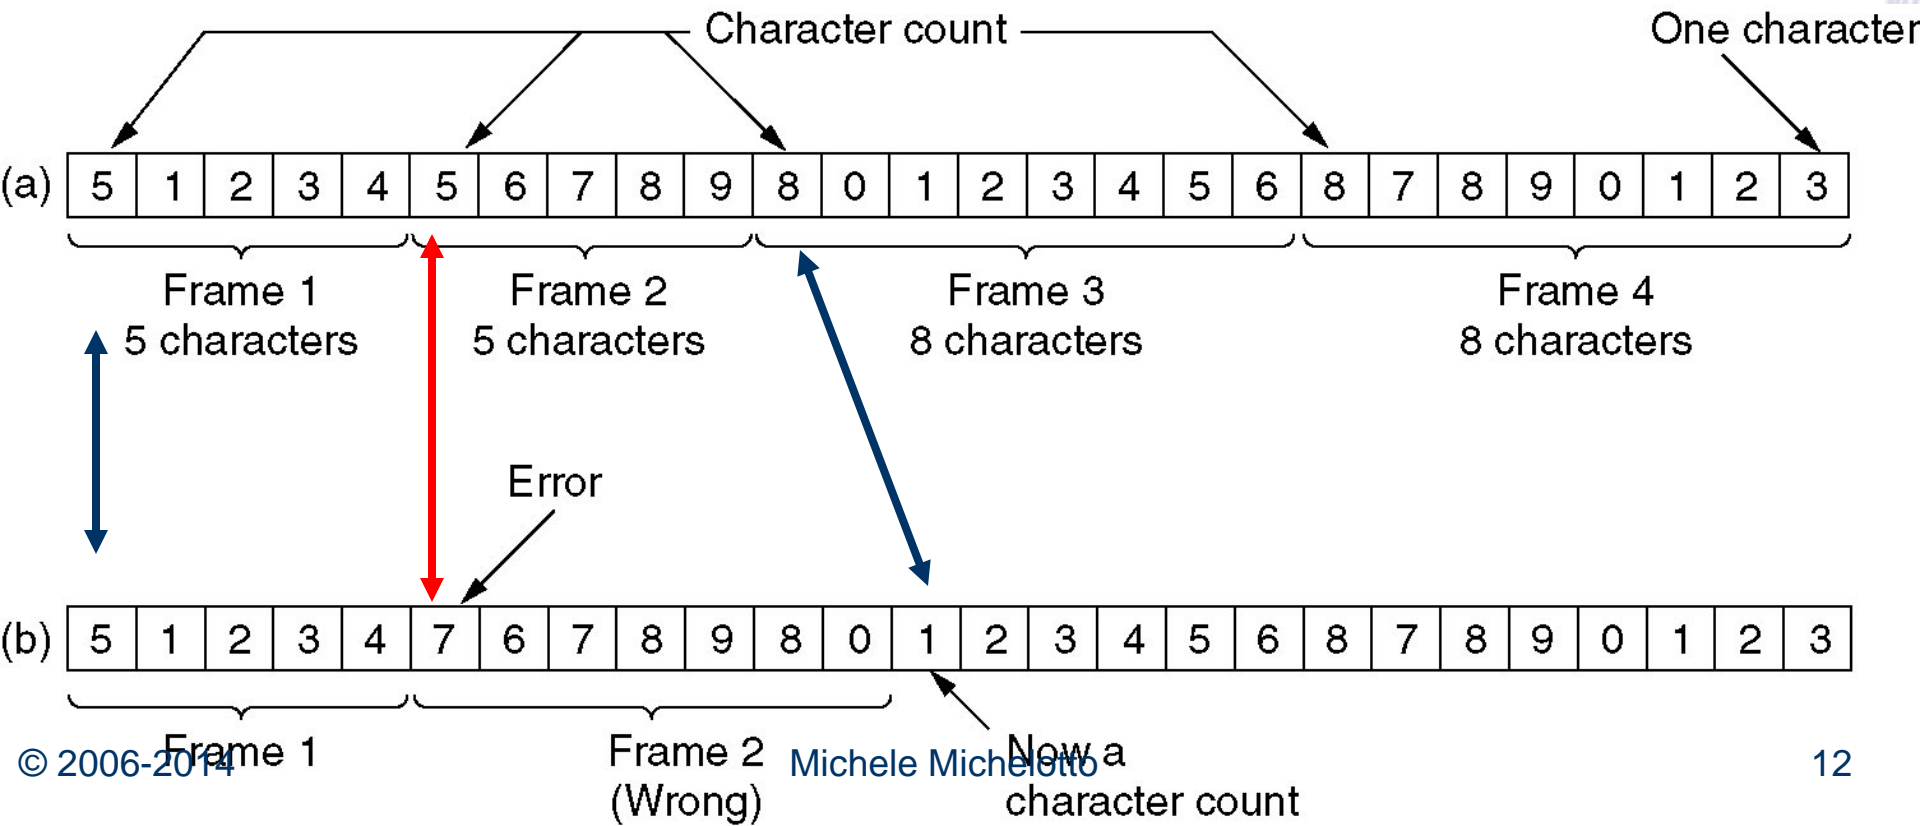 Character count One character
(a) 5 1 2 3 4 5 6 7 8 9 8 0 1 2 3 4 5 6 8 7 8 9 0 1 2 3
Frame 1 Frame 2 Frame 3 Frame 4
5 characters 5 characters 8 characters 8 characters
Error
(b) 5 1 2 3 4 7 6 7 8 9 8 0 1 2 3 4 5 6 8 7 8 9 0 1 2 3
Frame 1 Frame 2 Now a
(Wrong) character count
© 2006-2014 Michele Michelotto 12